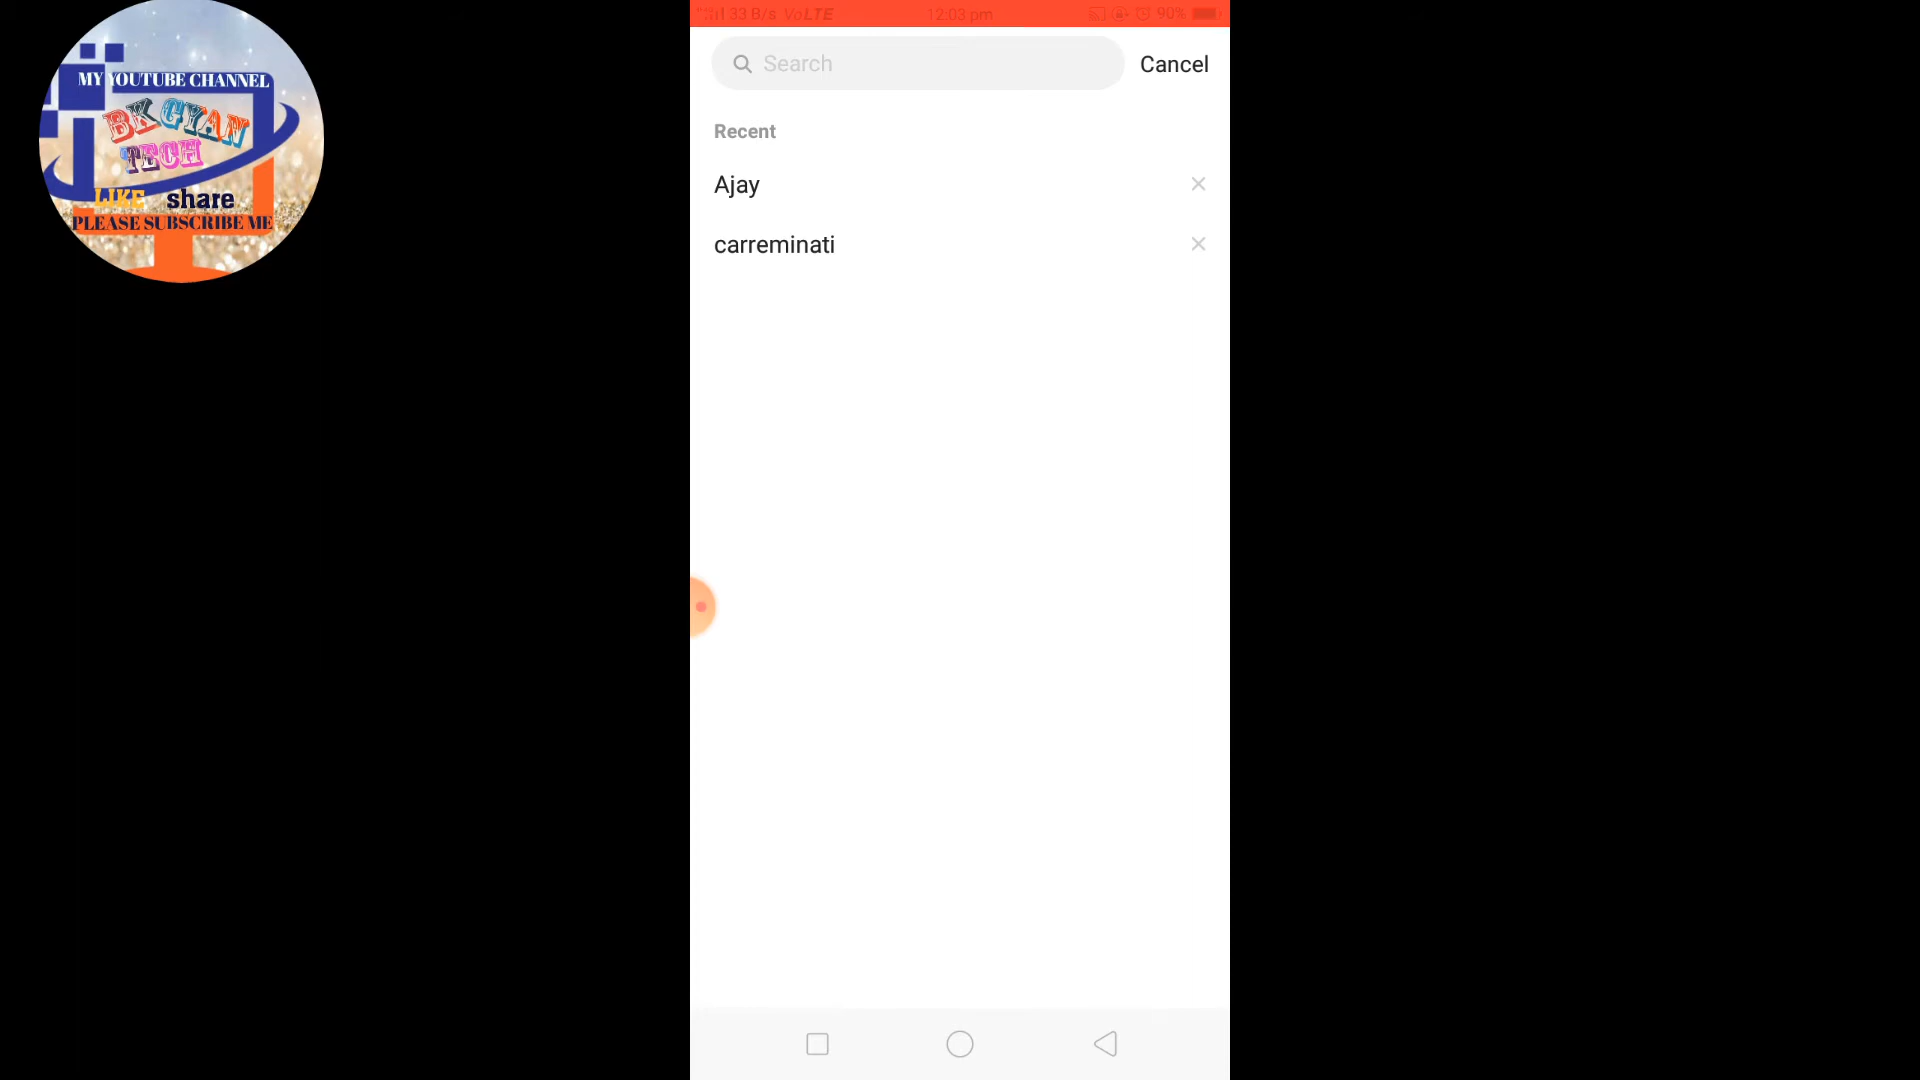 MY YOUTUBE CHANNEL
BK GYAN
TECH
LIKE share
PLEASE SUBSCRIBE ME
33 B/s VoLTE 12:03 pm 90%
Search Cancel
Recent
Ajay
carreminati